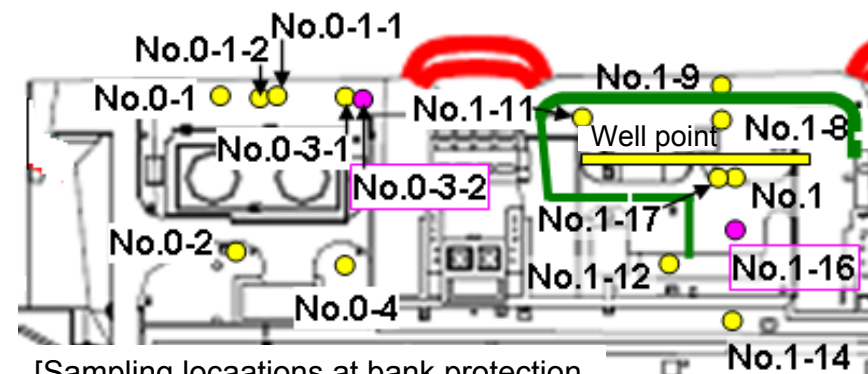 No.0-1-1
No.0-1-2
No.1-9
No.0-1
No.1-11
Well point
No.1-8
No.0-3-1
No.0-3-2
No.1
No.1-17
No.0-2
No.1-12
No.1-16
No.0-4
No.1-14
[Sampling locaations at bank protection